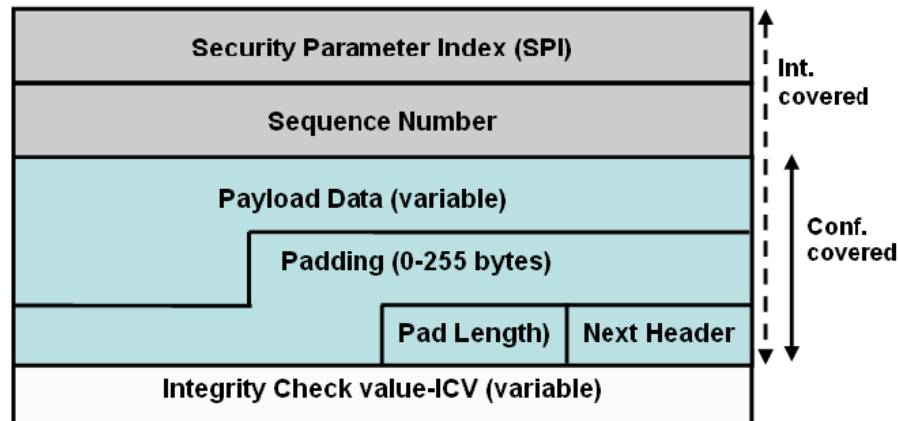 Security Parameter Index (SPI)
Int.
covered
Sequence Number
Payload Data (variable)
Conf.
covered
Padding (0-255 bytes)
Pad Length)
Next Header
Integrity Check value-ICV (variable)